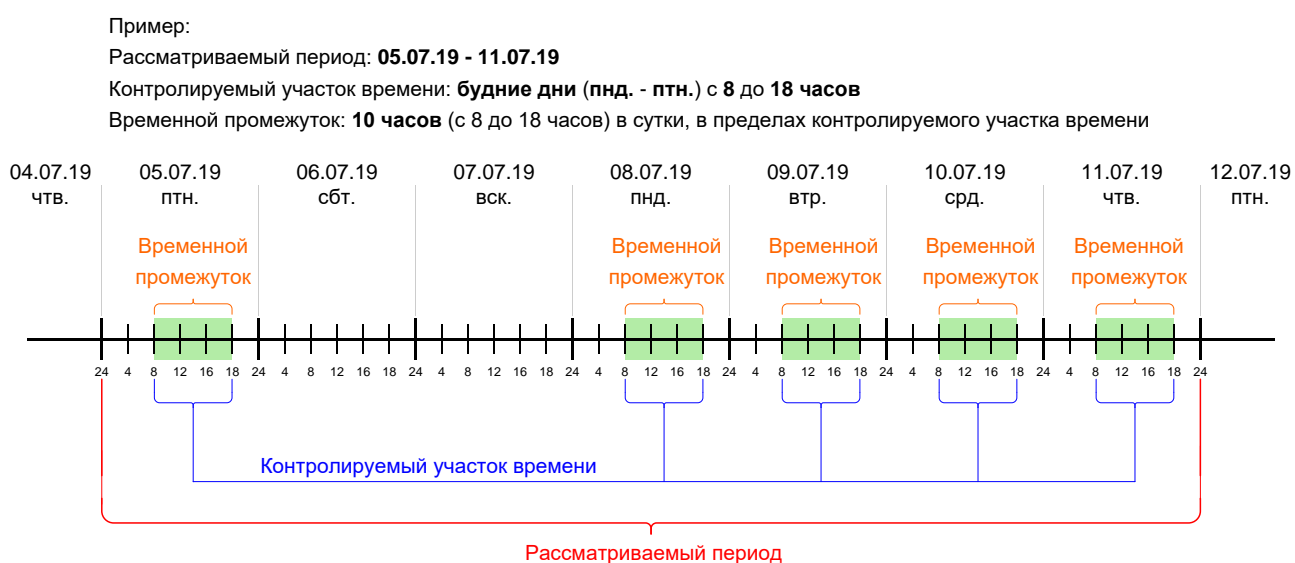 Пример:
Рассматриваемый период: 05.07.19 - 11.07.19
Контролируемый участок времени: будние дни (пнд. - птн.) с 8 до 18 часов
Временной промежуток: 10 часов (с 8 до 18 часов) в сутки, в пределах контролируемого участка времени
04.07.19 05.07.19 06.07.19 07.07.19 08.07.19 09.07.19 10.07.19 11.07.19 12.07.19
чтв. птн. сбт. вск. пнд. втр. срд. чтв. птн.
Временной Временной Временной Временной Временной
промежуток промежуток промежуток промежуток промежуток
24 4 8 12 16 18 24 4 8 12 16 18 24 4 8 12 16 18 24 4 8 12 16 18 24 4 8 12 16 18 24 4 8 12 16 18 24 4 8 12 16 18 24
Контролируемый участок времени
Рассматриваемый период